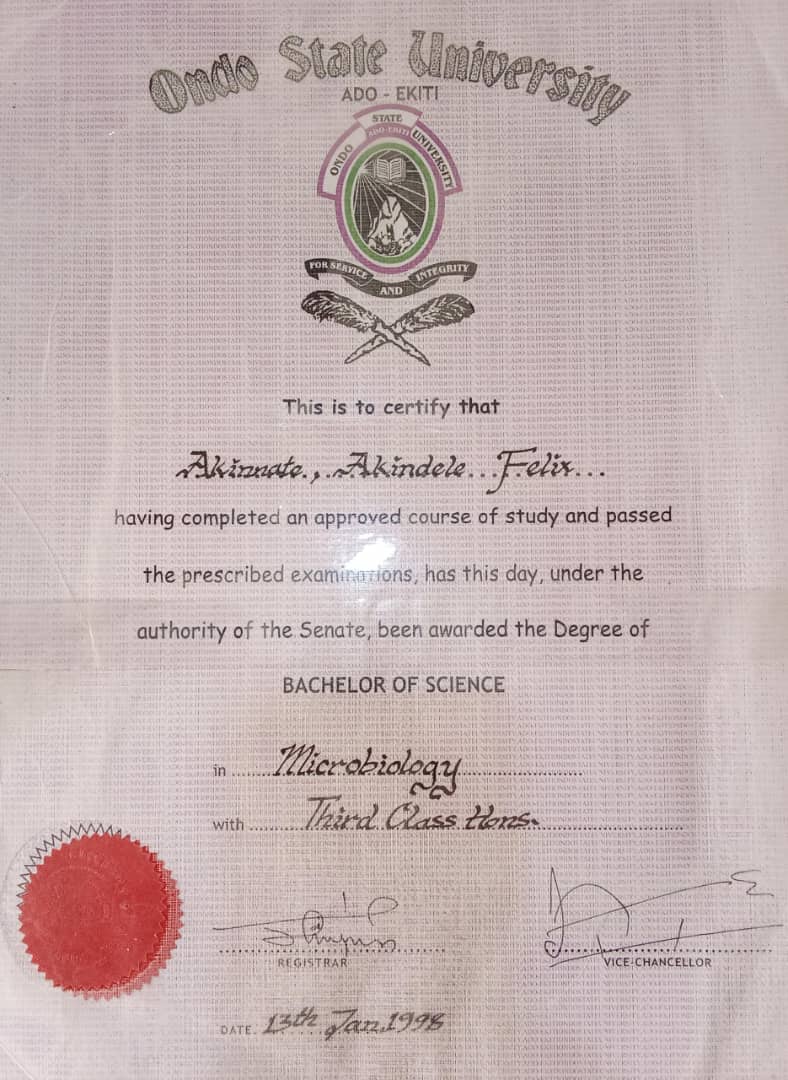 Ondo State University
ADO - EKITI
ONDO STATE UNIVERSITY
ADO-EKITI
FOR SERVICE AND INTEGRITY
This is to certify that
Akinnate., .Akindele...Felix...
having completed an approved course of study and passed
the prescribed examinations, has this day, under the
authority of the Senate, been awarded the Degree of
BACHELOR OF SCIENCE
in ........Microbiology......................
with ..........Third Class Hons...........................
REGISTRAR
VICE-CHANCELLOR
DATE. 13th Jan. 1998